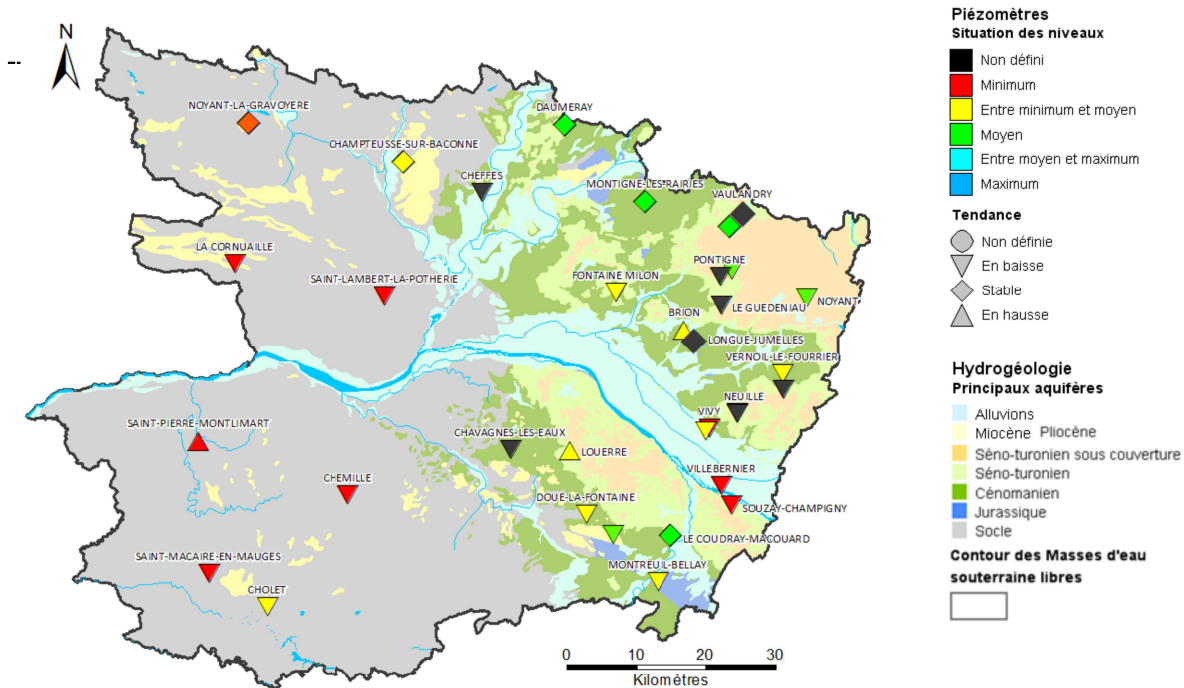 N
NOYANT-LA-GRAVOYERE
DAUMERAY
CHAMPTEUSSE-SUR-BACONNE
CHEFFES
MONTIGNE-LES-RAIRIES
VAULANDRY
LA CORNUAILLE
SAINT-LAMBERT-LA-POTHERIE
FONTAINE MILON
PONTIGNE
LE GUEDENIAU
NOYANT
BRION
LONGUE-JUMELLES
VERNOIL-LE-FOURRIER
NEUILLE
VIVY
SAINT-PIERRE-MONTLIMART
CHAVAGNES-LES-EAUX
LOUERRE
CHEMILLE
VILLEBERNIER
SOUZAY-CHAMPIGNY
DOUE-LA-FONTAINE
LE COUDRAY-MACOUARD
SAINT-MACAIRE-EN-MAUGES
MONTREUIL-BELLAY
CHOLET
0 10 20 30
Kilomètres
Piézomètres
Situation des niveaux
Non défini
Minimum
Entre minimum et moyen
Moyen
Entre moyen et maximum
Maximum
Tendance
Non définie
En baisse
Stable
En hausse
Hydrogéologie
Principaux aquifères
Alluvions
Miocène Pliocène
Séno-turonien sous couverture
Séno-turonien
Cénomanien
Jurassique
Socle
Contour des Masses d'eau
souterraine libres